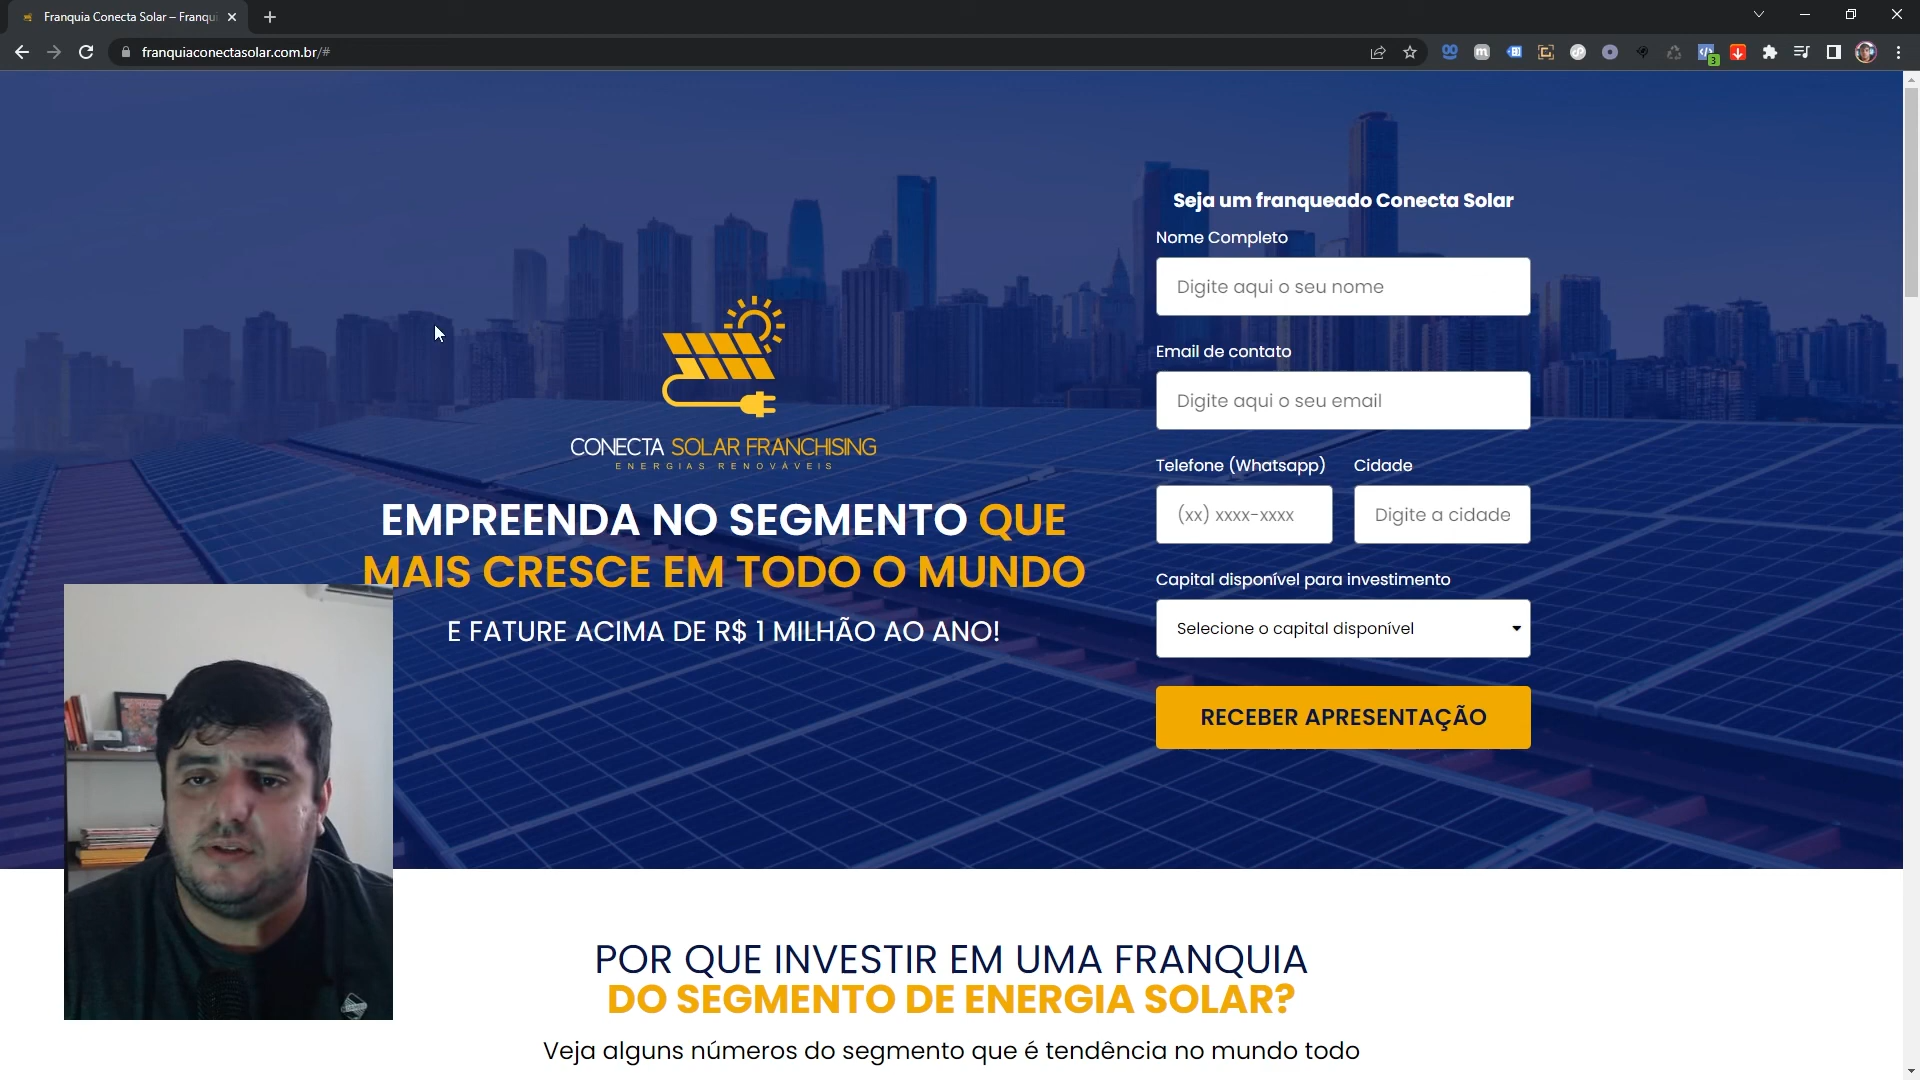 Franquia Conecta Solar – Franqui
franquiaconectasolar.com.br/#
3
CONECTA SOLAR FRANCHISING
ENERGIAS RENOVÁVEIS
EMPREENDA NO SEGMENTO QUE
MAIS CRESCE EM TODO O MUNDO
E FATURE ACIMA DE R$ 1 MILHÃO AO ANO!
Seja um franqueado Conecta Solar
Nome Completo
Digite aqui o seu nome
Email de contato
Digite aqui o seu email
Telefone (Whatsapp) Cidade
(xx) xxxx-xxxx Digite a cidade
Capital disponível para investimento
Selecione o capital disponível
RECEBER APRESENTAÇÃO
POR QUE INVESTIR EM UMA FRANQUIA
DO SEGMENTO DE ENERGIA SOLAR?
Veja alguns números do segmento que é tendência no mundo todo